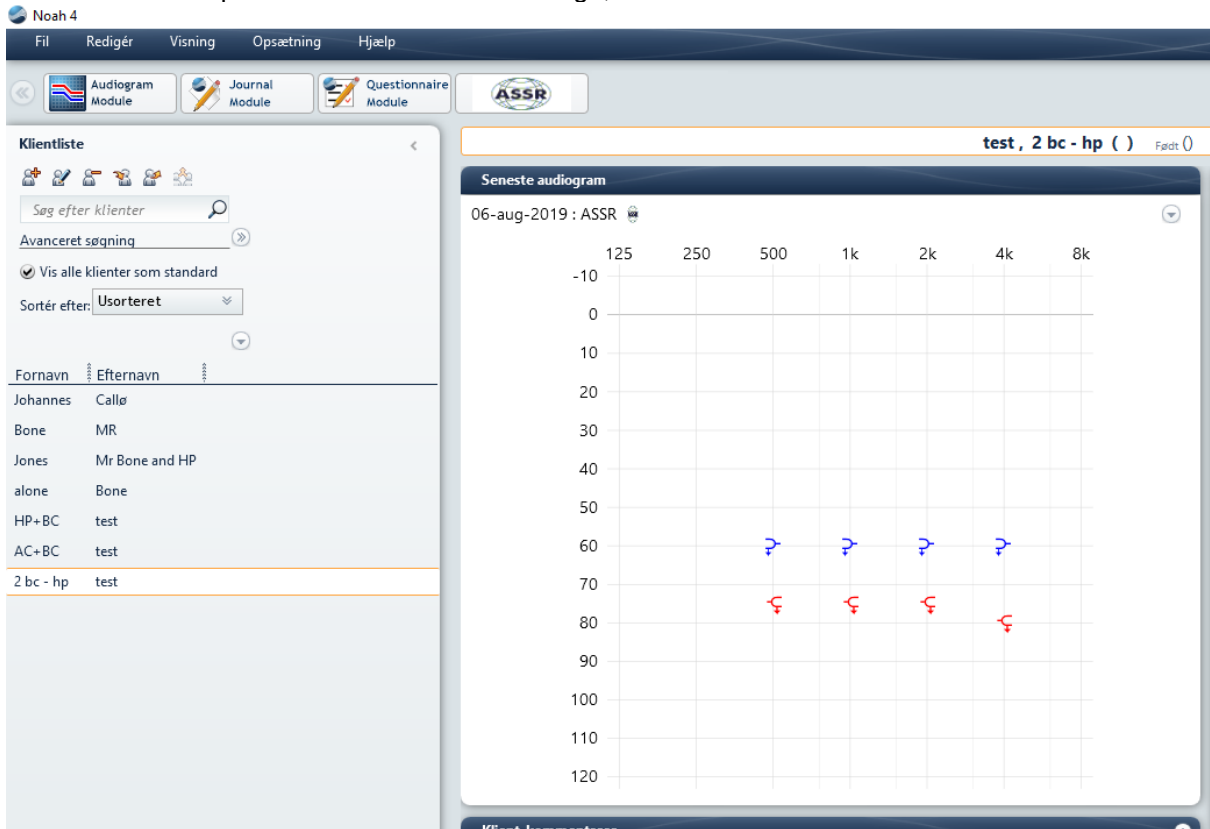 Noah 4
Fil Redigér Visning Opsætning Hjælp
Audiogram Module
Journal Module
Questionnaire Module
ASSR
Klientliste
Søg efter klienter
Avanceret søgning
Vis alle klienter som standard
Sortér efter: Usorteret
Fornavn Efternavn
Johannes Callø
Bone MR
Jones Mr Bone and HP
alone Bone
HP+BC test
AC+BC test
2 bc - hp test
test , 2 bc - hp ( ) Født ()
Seneste audiogram
06-aug-2019 : ASSR
125 250 500 1k 2k 4k 8k
-10
0
10
20
30
40
50
60
70
80
90
100
110
120